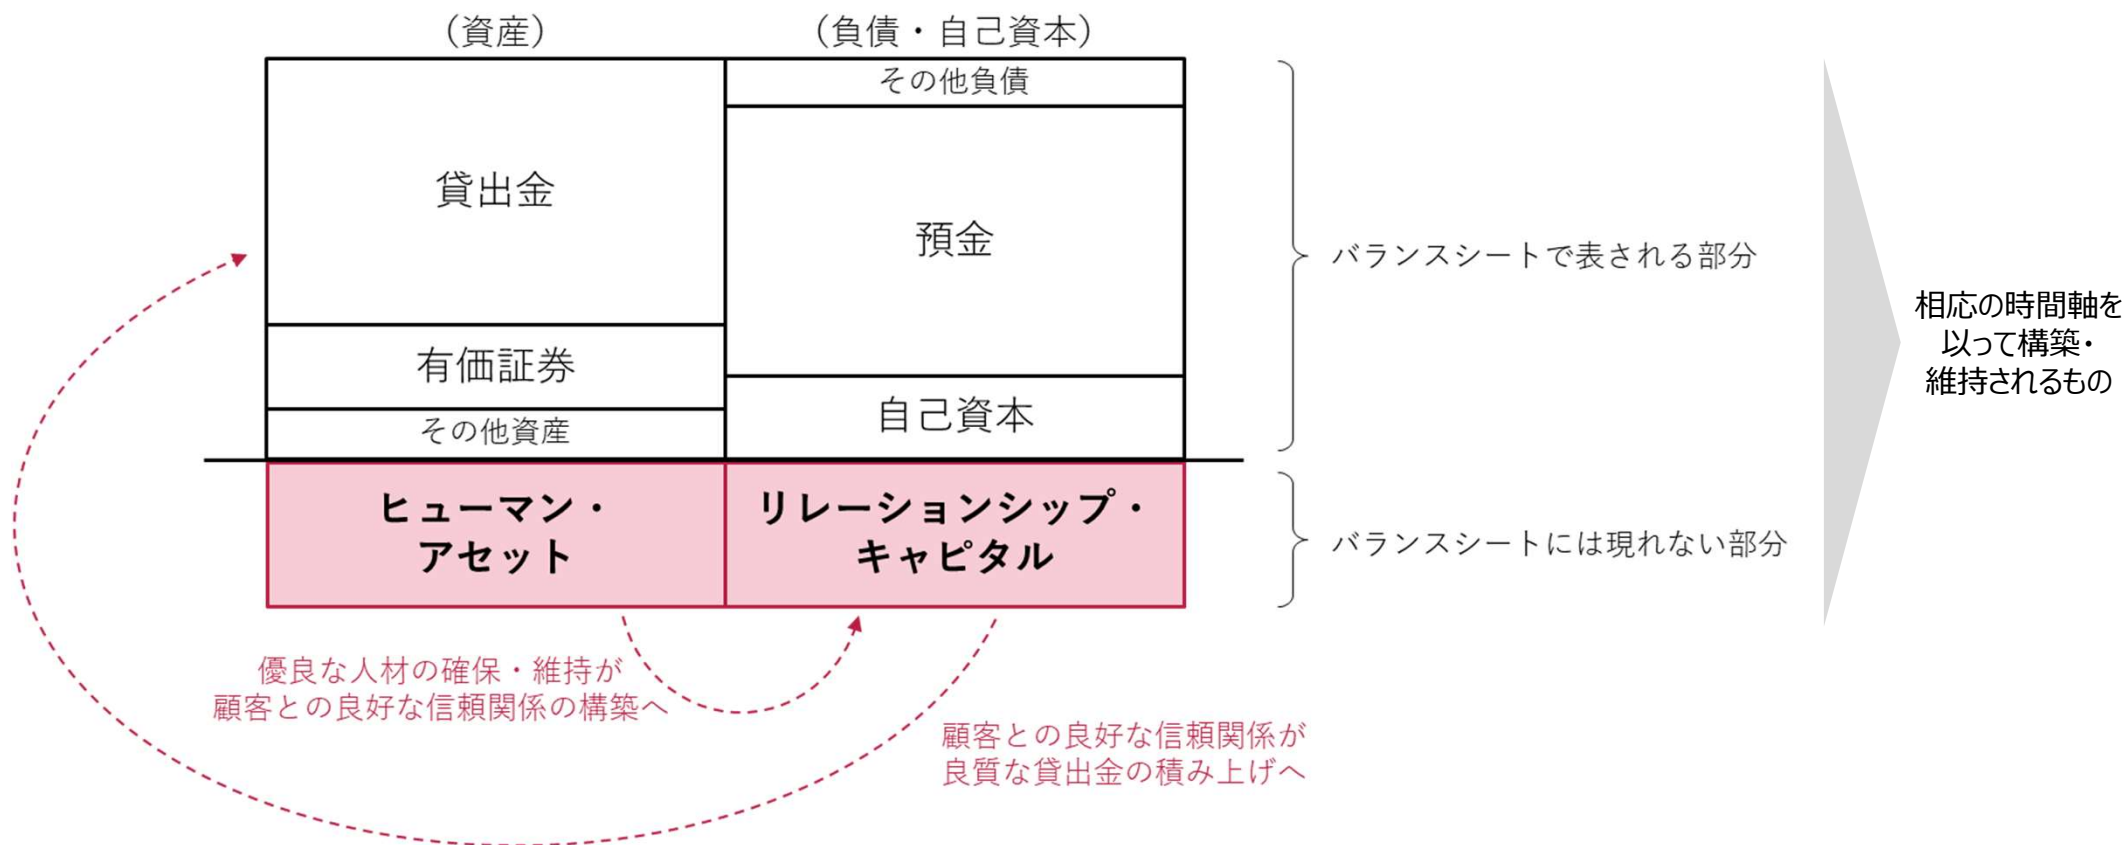 （資産）
（負債・自己資本）
その他負債
貸出金
預金
有価証券
自己資本
その他資産
バランスシートで表される部分
相応の時間軸を
以って構築・
維持されるもの
ヒューマン・
アセット
リレーションシップ・
キャピタル
バランスシートには現れない部分
優良な人材の確保・維持が
顧客との良好な信頼関係の構築へ
顧客との良好な信頼関係が
良質な貸出金の積み上げへ